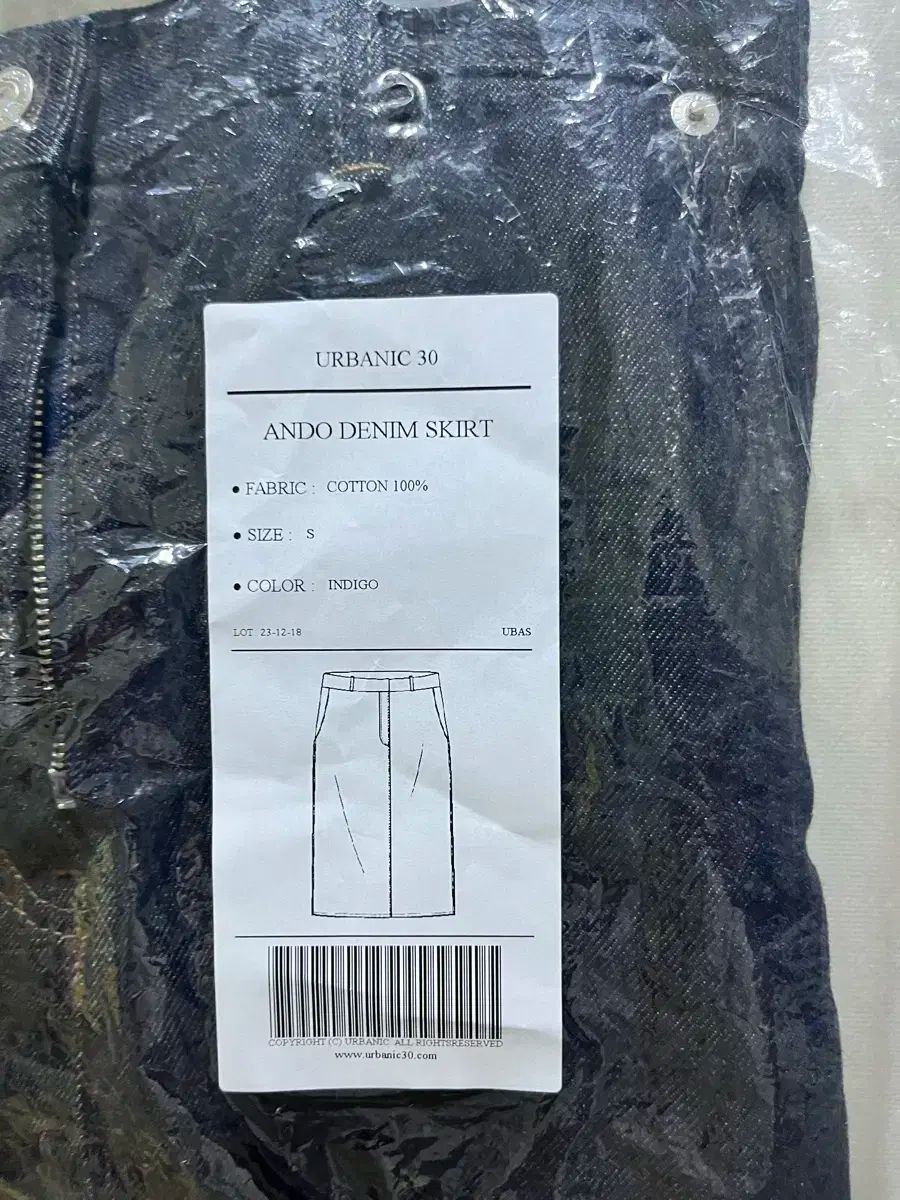 URBANIC 30
ANDO DENIM SKIRT
• FABRIC : COTTON 100%
• SIZE : S
• COLOR : INDIGO
LOT 23-12-18 UBAS
COPYRIGHT (C) URBANIC ALL RIGHTSRESERVED
www.urbanic30.com